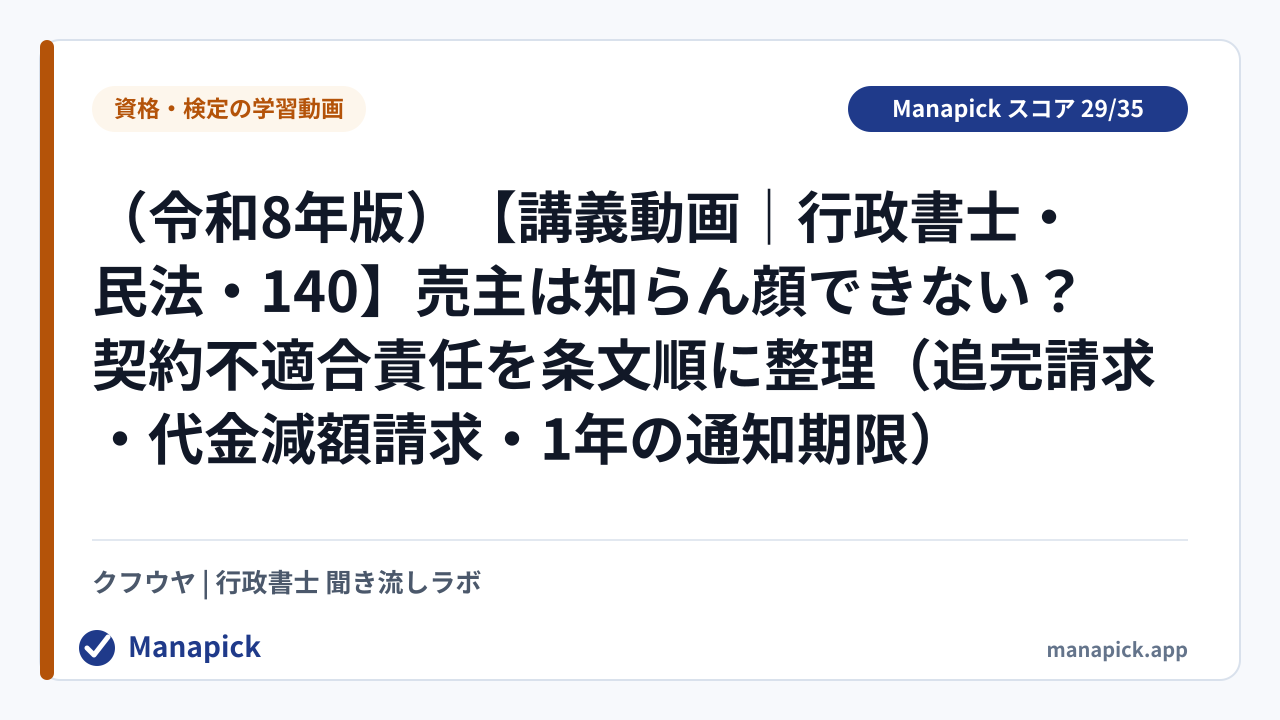 資格・検定の学習動画
Manapick スコア 29/35
（令和8年版）【講義動画｜行政書士・
民法・140】売主は知らん顔できない？
契約不適合責任を条文順に整理（追完請求
・代金減額請求・1年の通知期限）
クフウヤ | 行政書士 聞き流しラボ
Manapick
manapick.app